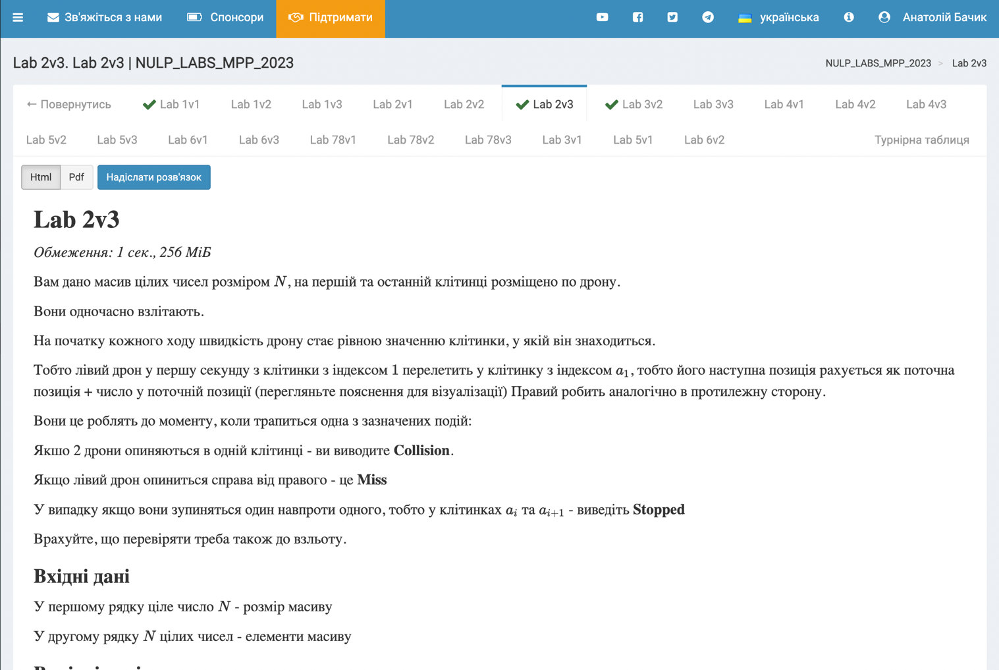 Зв'яжіться з нами Спонсори Підтримати українська Анатолій Бачик
Lab 2v3. Lab 2v3 | NULP_LABS_MPP_2023 NULP_LABS_MPP_2023 > Lab 2v3
← Повернутись Lab 1v1 Lab 1v2 Lab 1v3 Lab 2v1 Lab 2v2 Lab 2v3 Lab 3v2 Lab 3v3 Lab 4v1 Lab 4v2 Lab 4v3
Lab 5v2 Lab 5v3 Lab 6v1 Lab 6v3 Lab 78v1 Lab 78v2 Lab 78v3 Lab 3v1 Lab 5v1 Lab 6v2 Турнірна таблиця
Html Pdf Надіслати розв'язок
Lab 2v3
Обмеження: 1 сек., 256 МіБ
Вам дано масив цілих чисел розміром N, на першій та останній клітинці розміщено по дрону.
Вони одночасно взлітають.
На початку кожного ходу швидкість дрону стає рівною значенню клітинки, у якій він знаходиться.
Тобто лівий дрон у першу секунду з клітинки з індексом 1 перелетить у клітинку з індексом a₁, тобто його наступна позиція рахується як поточна
позиція + число у поточній позиції (перегляньте пояснення для візуалізації) Правий робить аналогічно в протилежну сторону.
Вони це роблять до моменту, коли трапиться одна з зазначених подій:
Якшо 2 дрони опиняються в одній клітинці - ви виводите Collision.
Якщо лівий дрон опиниться справа від правого - це Miss
У випадку якщо вони зупиняться один навпроти одного, тобто у клітинках aᵢ та aᵢ₊₁ - виведіть Stopped
Врахуйте, що перевіряти треба також до взльоту.
Вхідні дані
У першому рядку ціле число N - розмір масиву
У другому рядку N цілих чисел - елементи масиву